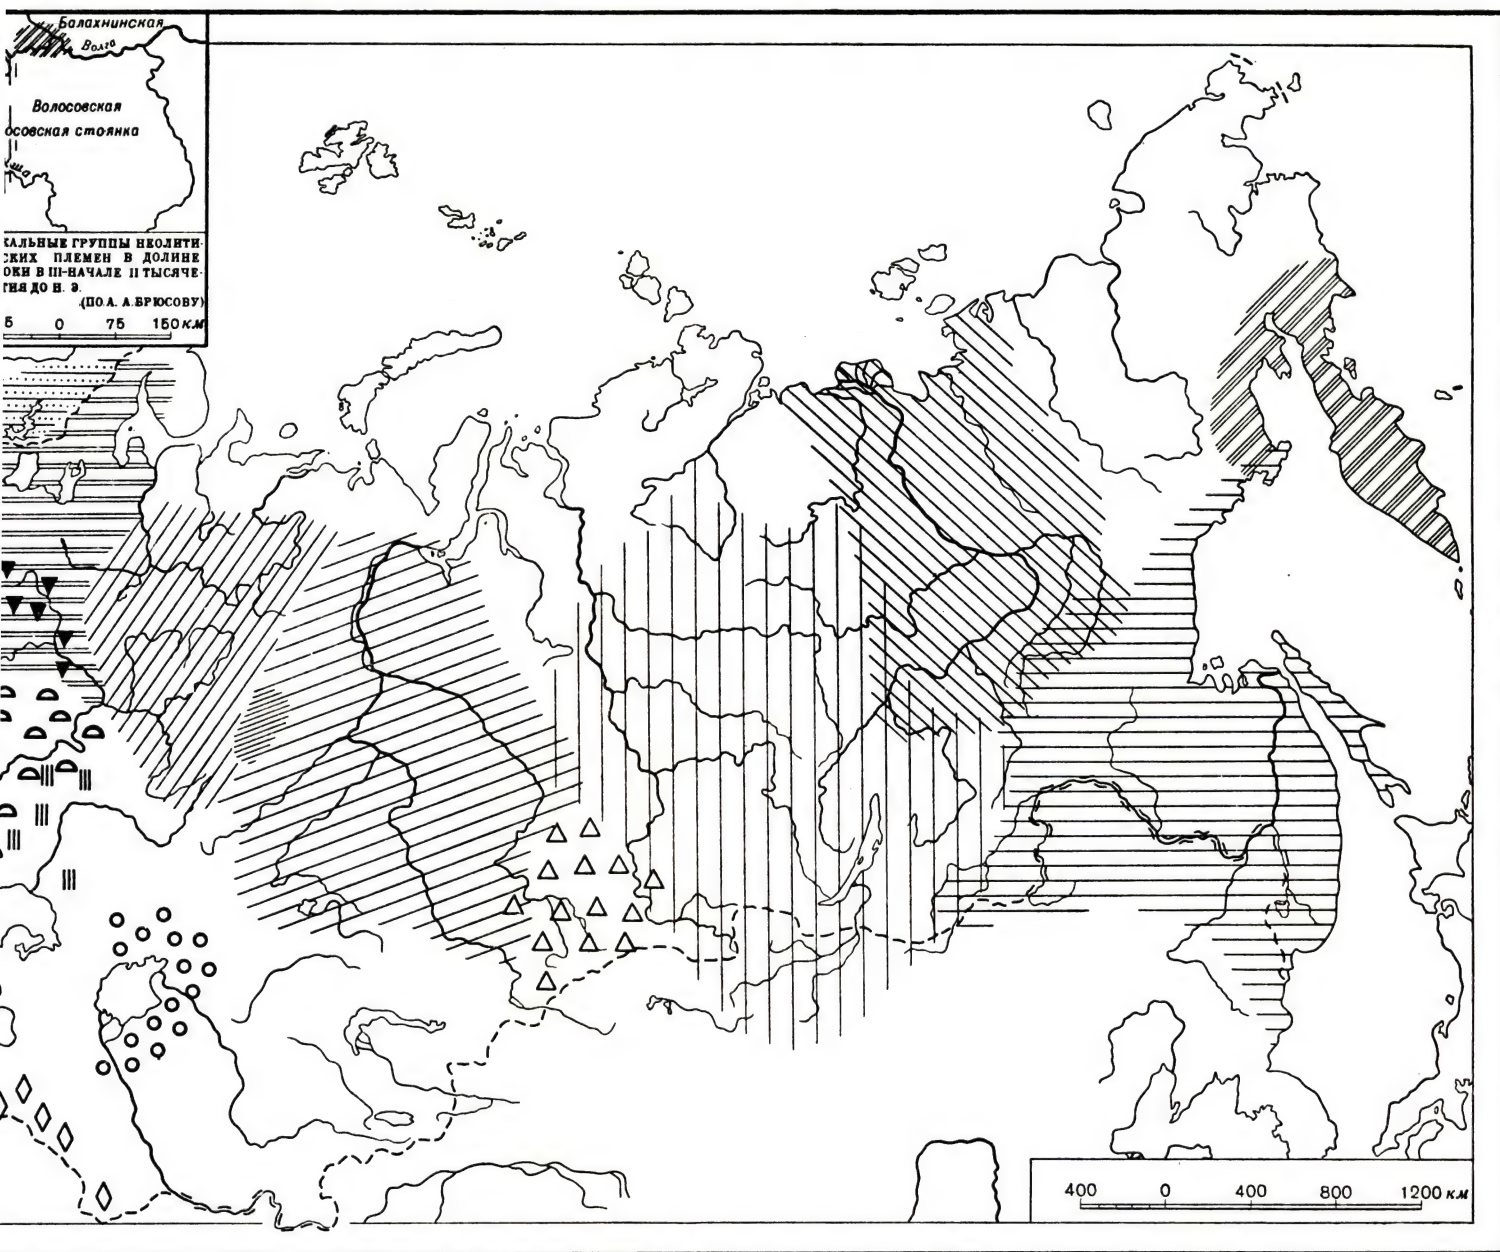 Балахнинская
Волга
Волосовская
осовская стоянка
КАЛЬНЫЕ ГРУППЫ НЕОЛИТИ-
СКИХ ПЛЕМЕН В ДОЛИНЕ
ОКИ В III-НАЧАЛЕ II ТЫСЯЧЕ-
ТИЯ ДО Н. Э.
(ПО А. А. БРЮСОВУ)
5 0 75 150 км
400 0 400 800 1200 км